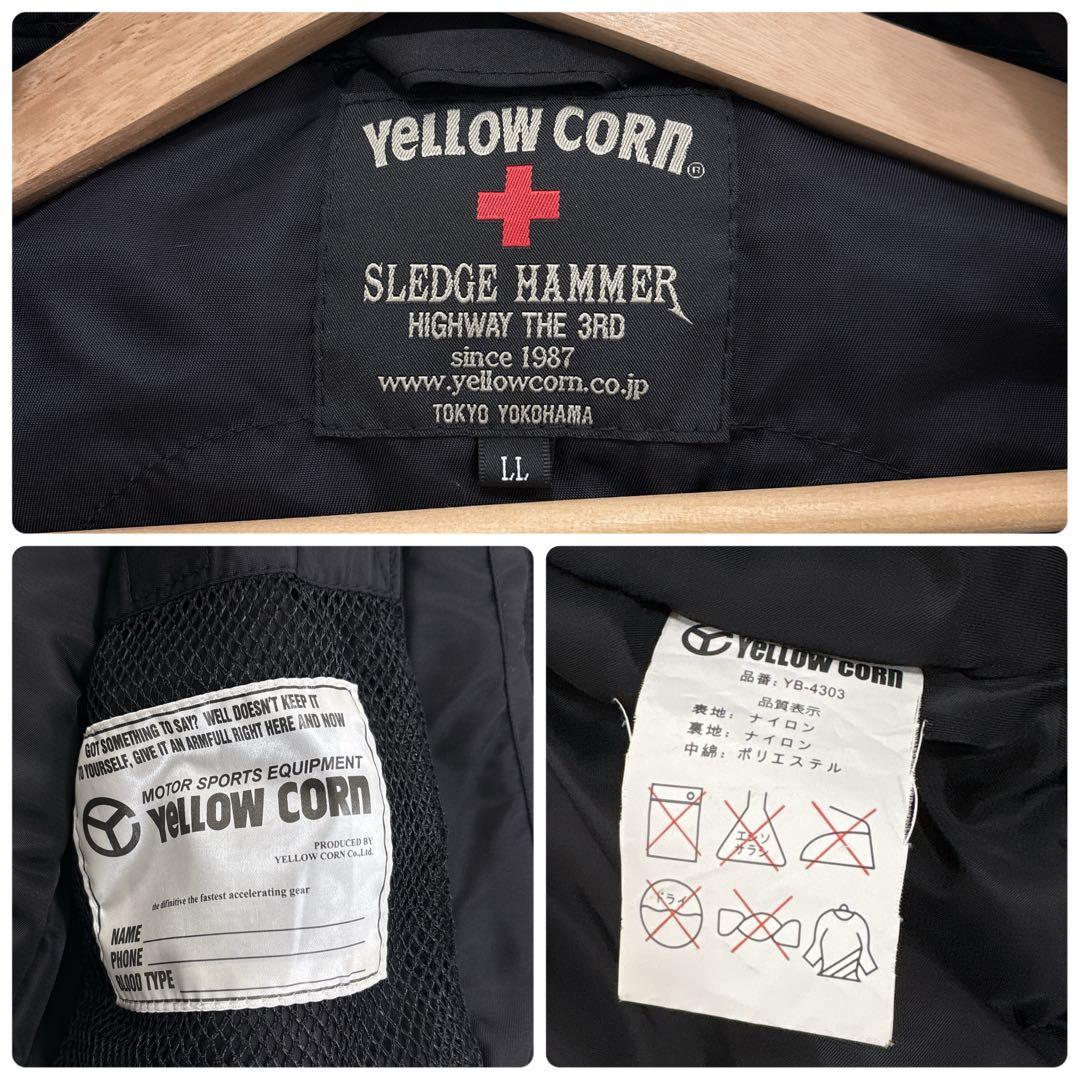 YELLOW CORN®
SLEDGE HAMMER
HIGHWAY THE 3RD
since 1987
www.yellowcorn.co.jp
TOKYO YOKOHAMA
LL
GOT SOMETHING TO SAY? WELL DOESN'T KEEP IT
TO YOURSELF, GIVE IT AN ARMFULL RIGHT HERE AND NOW
MOTOR SPORTS EQUIPMENT
YELLOW CORN
PRODUCED BY
YELLOW CORN Co.,Ltd.
the difinitive the fastest accelerating gear
NAME
PHONE
BLOOD TYPE
YELLOW CORN
品番: YB-4303
品質表示
表地: ナイロン
裏地: ナイロン
中綿: ポリエステル
エンソ
サラシ
ドライ